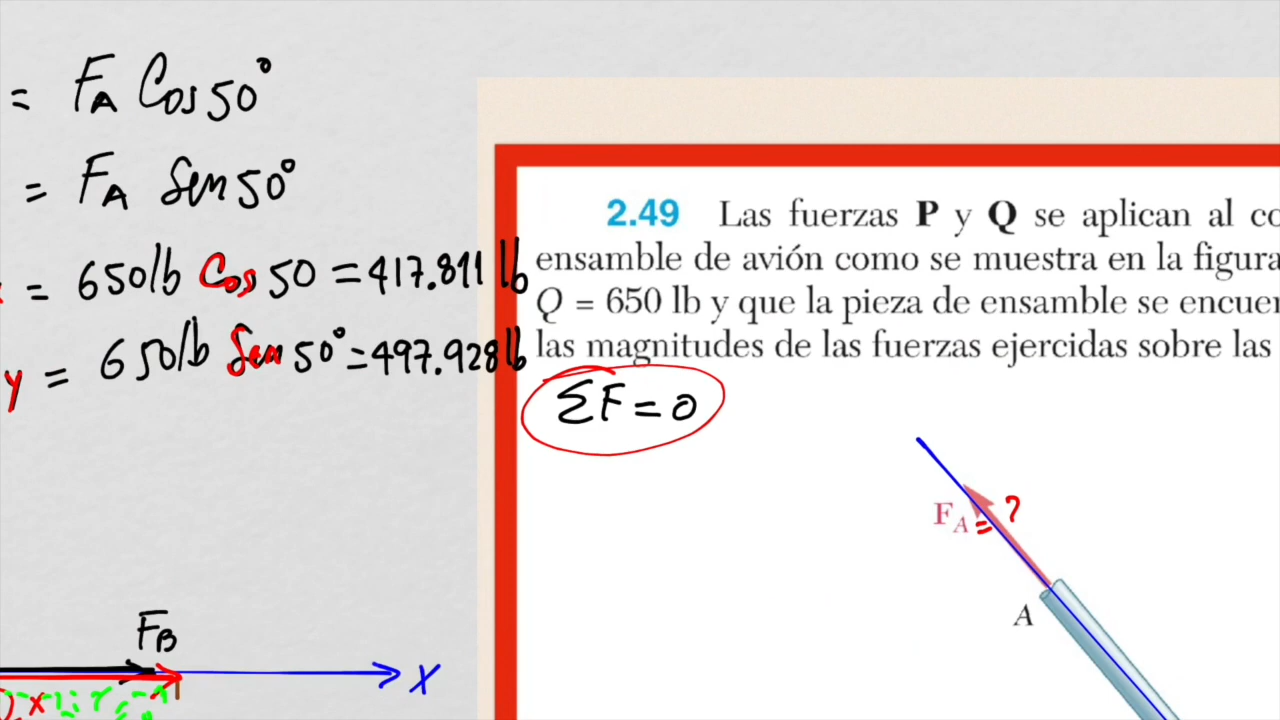 = FA Cos 50°
= FA Sen 50°
= 650lb Cos 50 = 417.811 lb
y = 650lb Sen 50° = 497.928 lb
2.49 Las fuerzas P y Q se aplican al co
ensamble de avión como se muestra en la figura
Q = 650 lb y que la pieza de ensamble se encuen
las magnitudes de las fuerzas ejercidas sobre las
ΣF = 0
FA = ?
A
FB
X
x